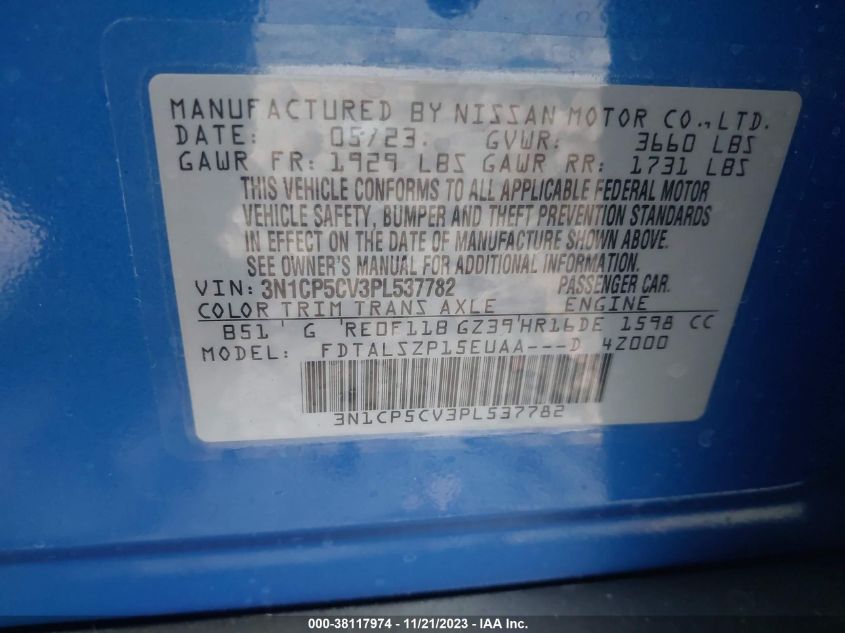 MANUFACTURED BY NISSAN MOTOR CO., LTD.
DATE: 05/23. GVWR: 3660 LBS
GAWR FR: 1929 LBS GAWR RR: 1731 LBS
THIS VEHICLE CONFORMS TO ALL APPLICABLE FEDERAL MOTOR
VEHICLE SAFETY, BUMPER AND THEFT PREVENTION STANDARDS
IN EFFECT ON THE DATE OF MANUFACTURE SHOWN ABOVE.
SEE OWNER'S MANUAL FOR ADDITIONAL INFORMATION.
VIN: 3N1CP5CV3PL537782 PASSENGER CAR.
COLOR TRIM TRANS AXLE ENGINE
B51 ' G 'RE0F11B GZ39'HR16DE 1598 CC
MODEL: FDTALSZP15EUAA---D 4Z000
3N1CP5CV3PL537782
000-38117974 — 11/21/2023 — IAA Inc.